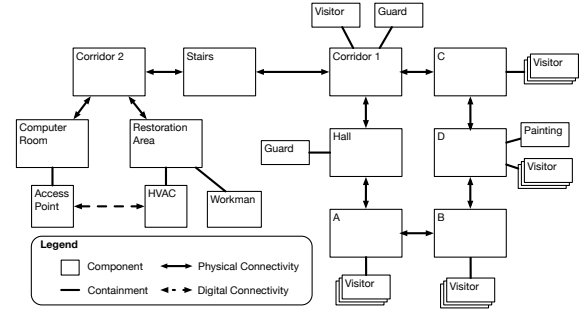 Visitor
Guard
Corridor 2
Stairs
Corridor 1
C
Visitor
Computer
Room
Restoration
Area
Guard
Hall
D
Painting
Visitor
Access
Point
HVAC
Workman
A
B
Visitor
Visitor
Legend
Component
Physical Connectivity
Containment
Digital Connectivity